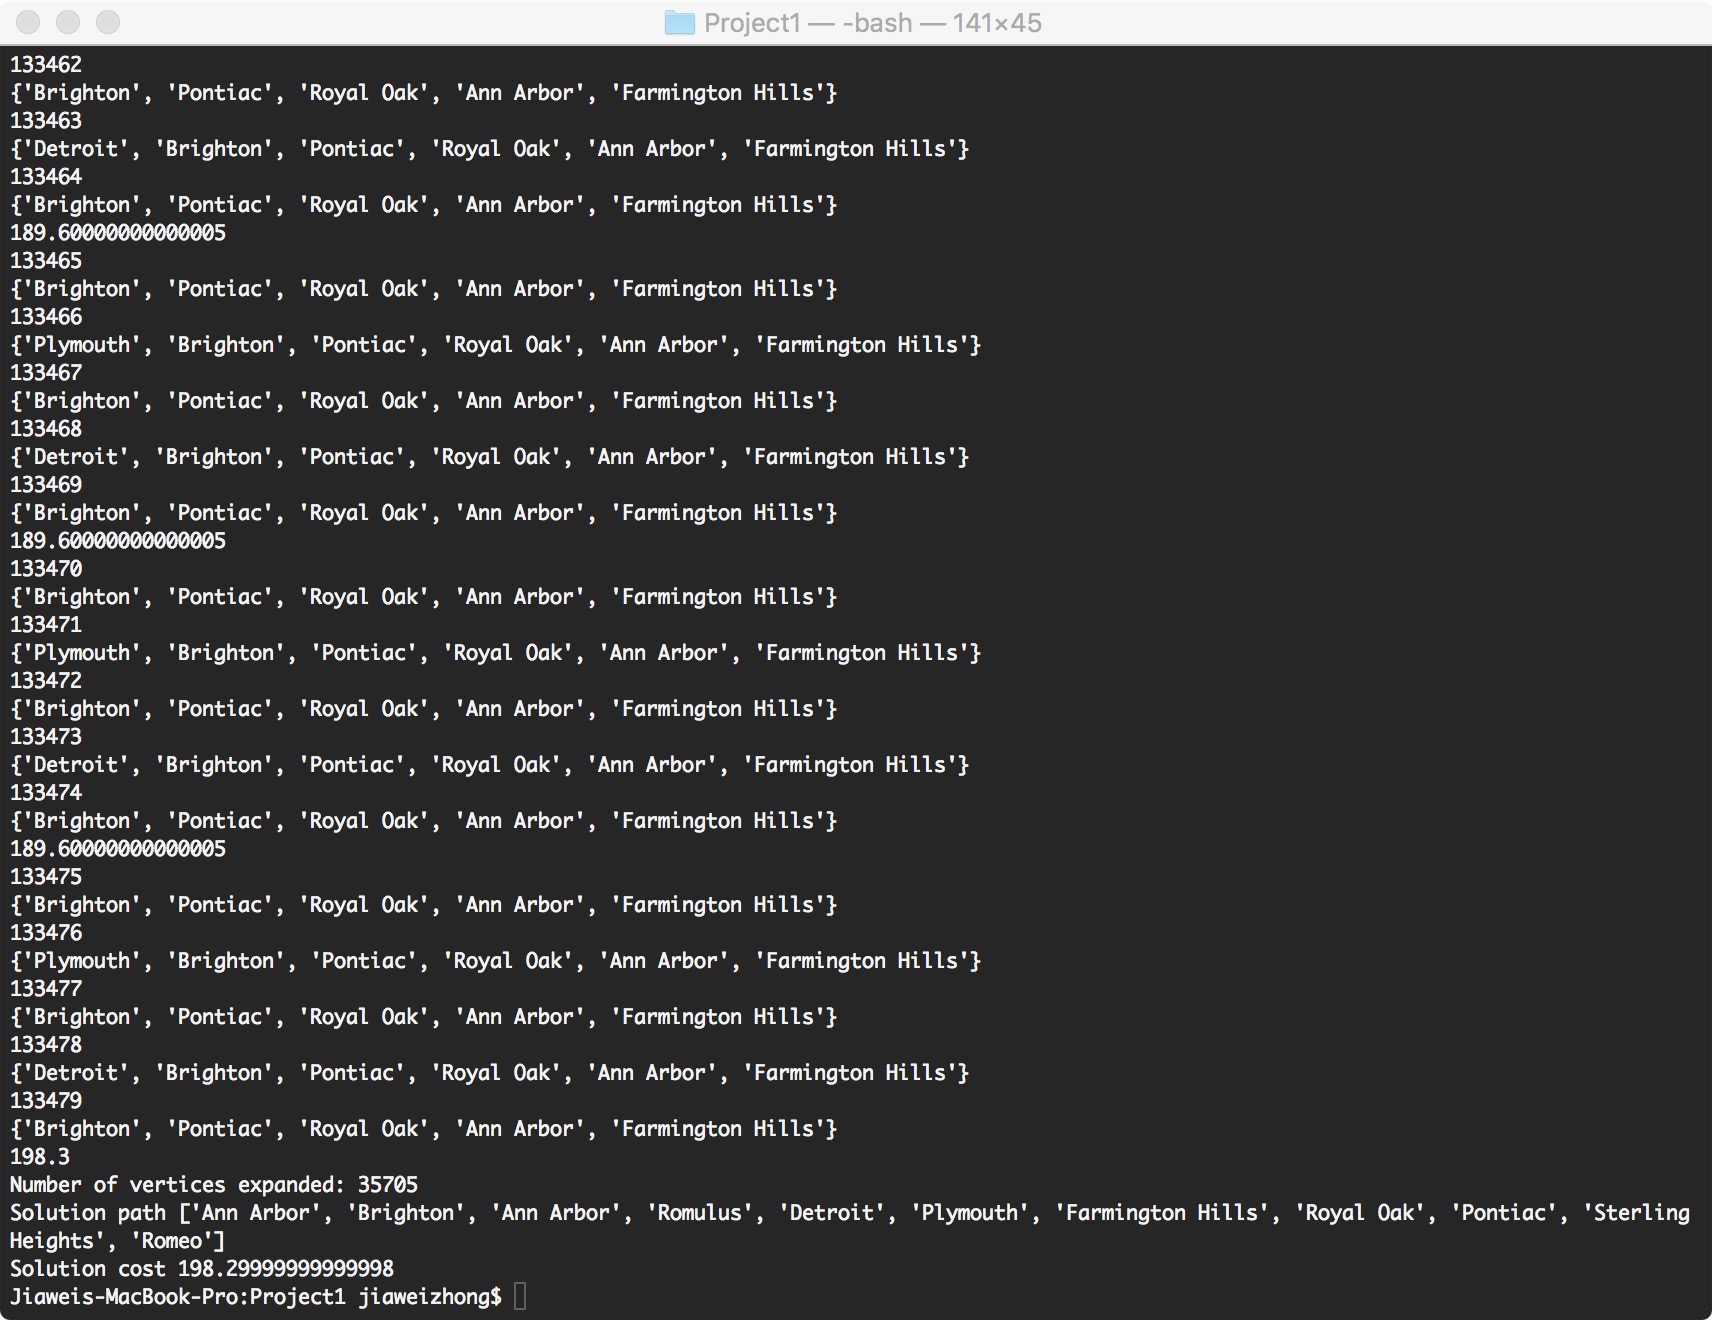 Project1 — -bash — 141×45
133462
{'Brighton', 'Pontiac', 'Royal Oak', 'Ann Arbor', 'Farmington Hills'}
133463
{'Detroit', 'Brighton', 'Pontiac', 'Royal Oak', 'Ann Arbor', 'Farmington Hills'}
133464
{'Brighton', 'Pontiac', 'Royal Oak', 'Ann Arbor', 'Farmington Hills'}
189.60000000000005
133465
{'Brighton', 'Pontiac', 'Royal Oak', 'Ann Arbor', 'Farmington Hills'}
133466
{'Plymouth', 'Brighton', 'Pontiac', 'Royal Oak', 'Ann Arbor', 'Farmington Hills'}
133467
{'Brighton', 'Pontiac', 'Royal Oak', 'Ann Arbor', 'Farmington Hills'}
133468
{'Detroit', 'Brighton', 'Pontiac', 'Royal Oak', 'Ann Arbor', 'Farmington Hills'}
133469
{'Brighton', 'Pontiac', 'Royal Oak', 'Ann Arbor', 'Farmington Hills'}
189.60000000000005
133470
{'Brighton', 'Pontiac', 'Royal Oak', 'Ann Arbor', 'Farmington Hills'}
133471
{'Plymouth', 'Brighton', 'Pontiac', 'Royal Oak', 'Ann Arbor', 'Farmington Hills'}
133472
{'Brighton', 'Pontiac', 'Royal Oak', 'Ann Arbor', 'Farmington Hills'}
133473
{'Detroit', 'Brighton', 'Pontiac', 'Royal Oak', 'Ann Arbor', 'Farmington Hills'}
133474
{'Brighton', 'Pontiac', 'Royal Oak', 'Ann Arbor', 'Farmington Hills'}
189.60000000000005
133475
{'Brighton', 'Pontiac', 'Royal Oak', 'Ann Arbor', 'Farmington Hills'}
133476
{'Plymouth', 'Brighton', 'Pontiac', 'Royal Oak', 'Ann Arbor', 'Farmington Hills'}
133477
{'Brighton', 'Pontiac', 'Royal Oak', 'Ann Arbor', 'Farmington Hills'}
133478
{'Detroit', 'Brighton', 'Pontiac', 'Royal Oak', 'Ann Arbor', 'Farmington Hills'}
133479
{'Brighton', 'Pontiac', 'Royal Oak', 'Ann Arbor', 'Farmington Hills'}
198.3
Number of vertices expanded: 35705
Solution path ['Ann Arbor', 'Brighton', 'Ann Arbor', 'Romulus', 'Detroit', 'Plymouth', 'Farmington Hills', 'Royal Oak', 'Pontiac', 'Sterling
Heights', 'Romeo']
Solution cost 198.29999999999998
Jiaweis-MacBook-Pro:Project1 jiaweizhong$